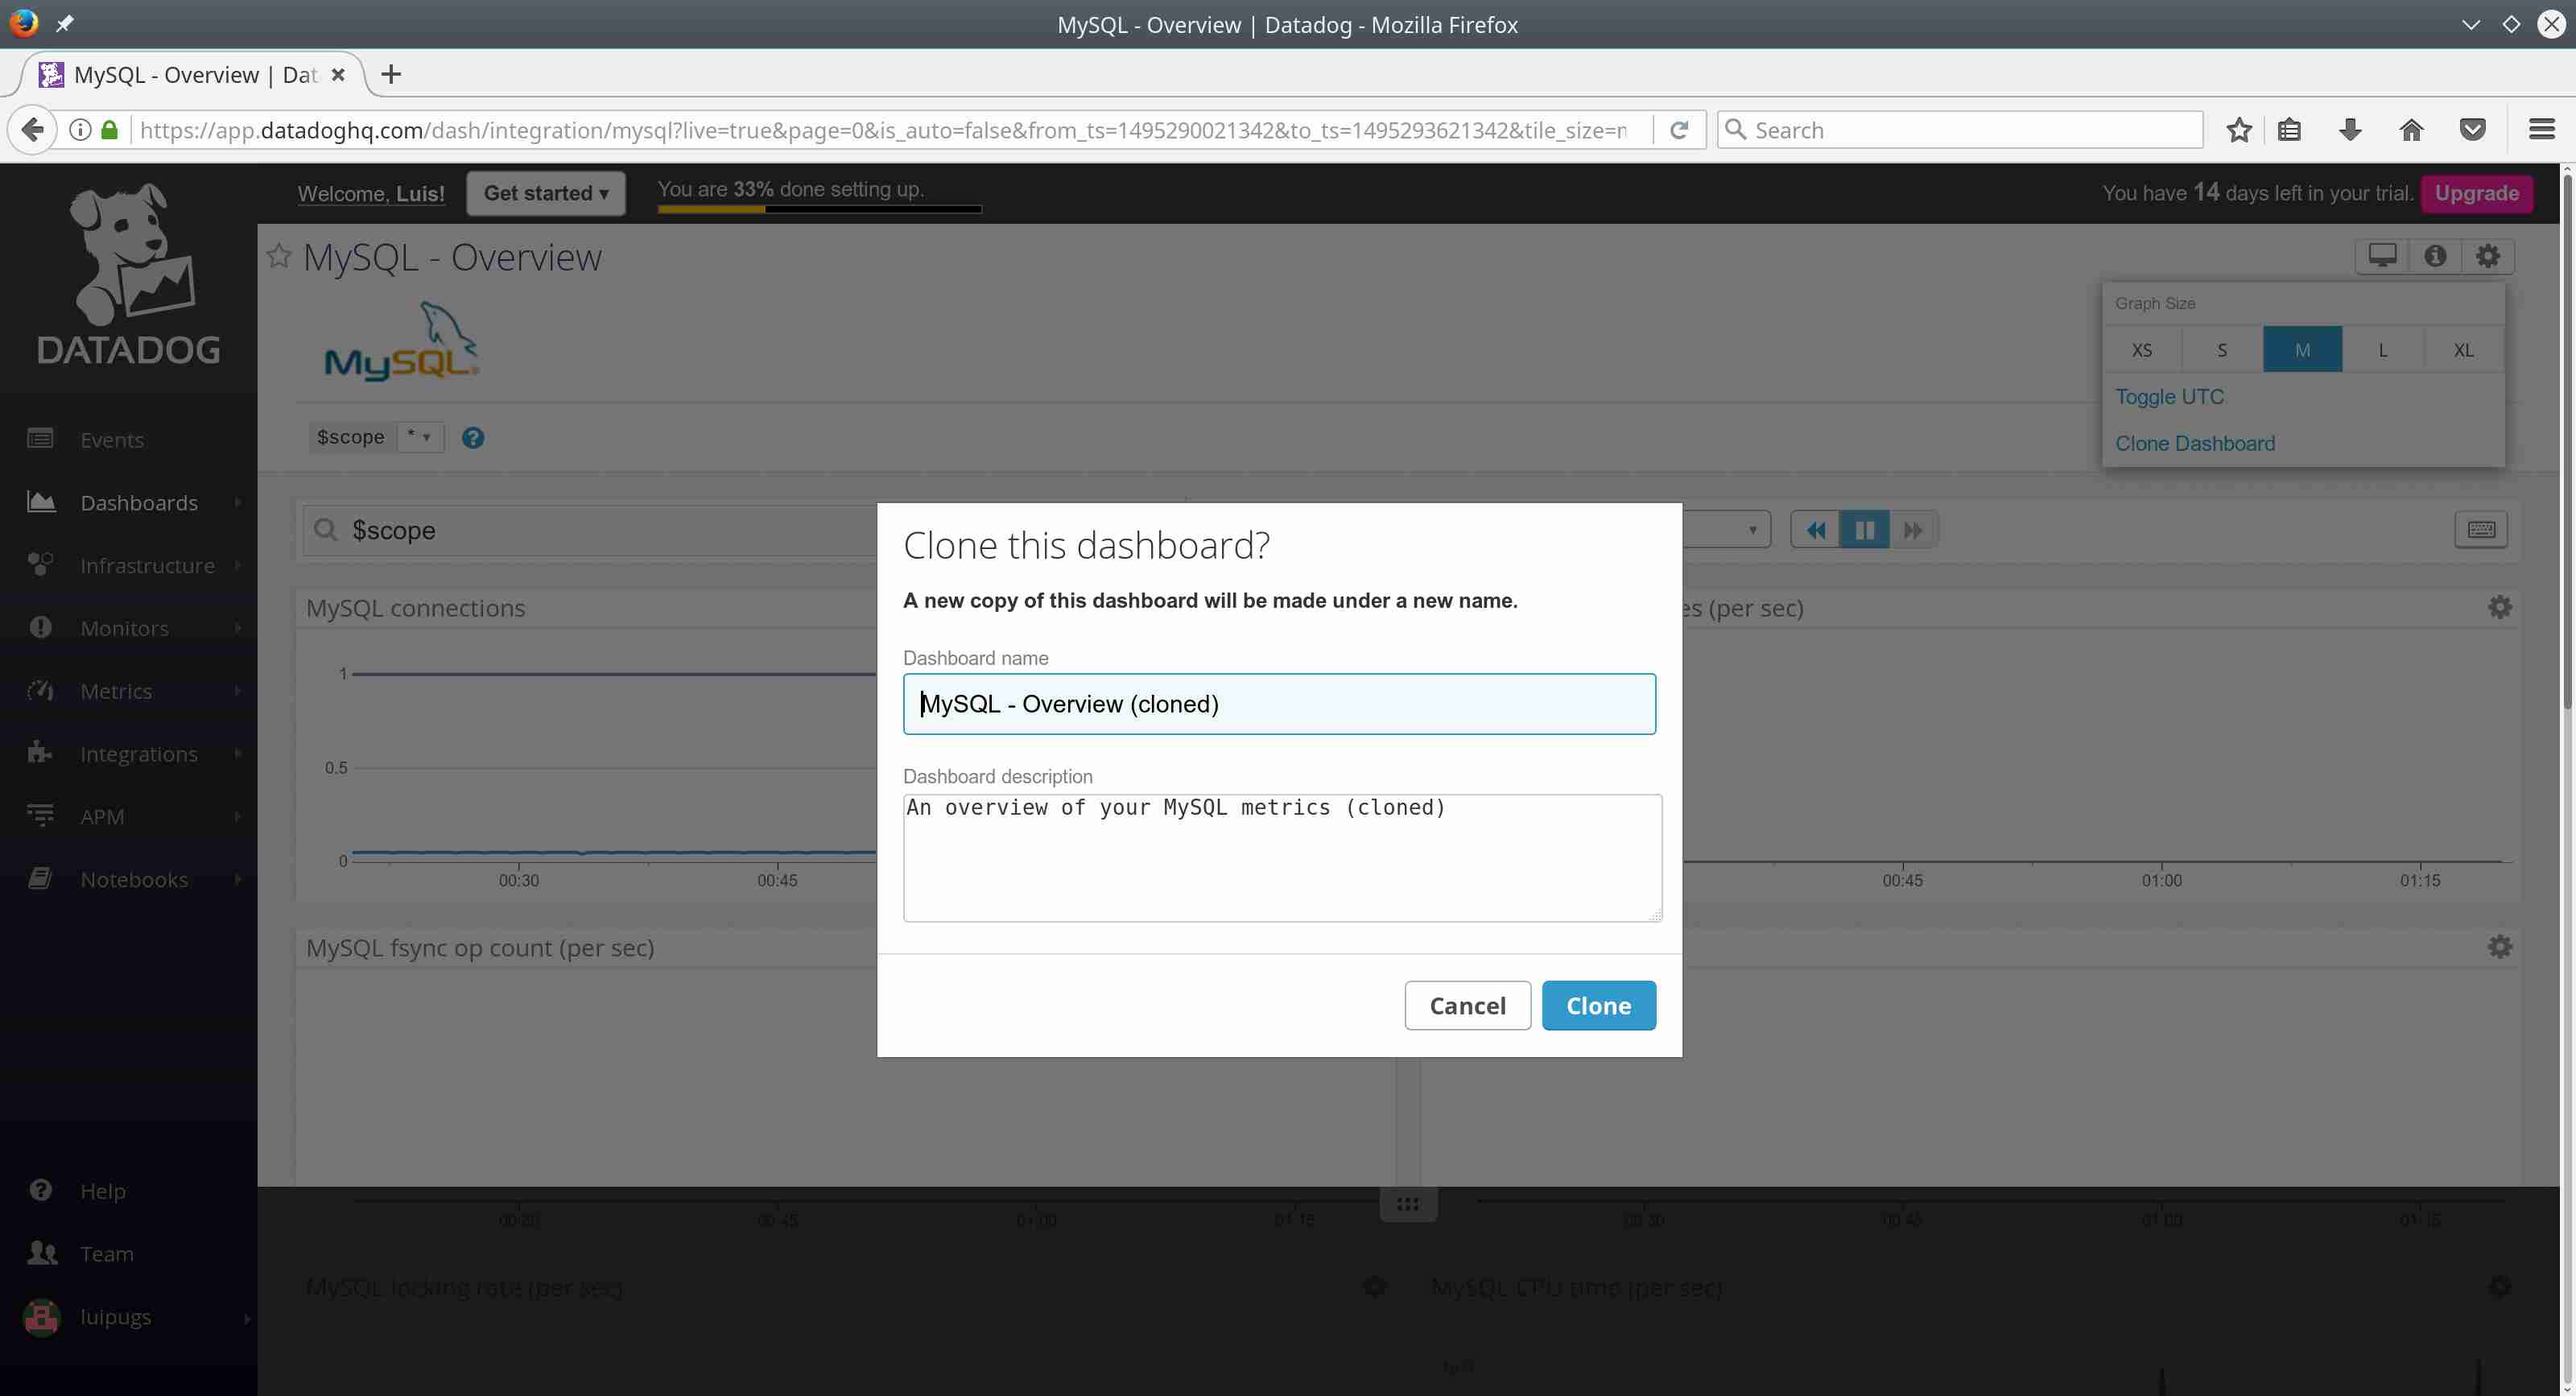 MySQL - Overview | Datadog - Mozilla Firefox
MySQL - Overview | Dat
https://app.datadoghq.com/dash/integration/mysql?live=true&page=0&is_auto=false&from_ts=1495290021342&to_ts=1495293621342&tile_size=m
Search
Welcome, Luis!
Get started
You are 33% done setting up.
You have 14 days left in your trial.
Upgrade
DATADOG
MySQL - Overview
MySQL
Graph Size
XS
S
M
L
XL
Toggle UTC
Clone Dashboard
$scope
*
Events
Dashboards
Infrastructure
Monitors
Metrics
Integrations
APM
Notebooks
Help
Team
luipugs
$scope
Clone this dashboard?
A new copy of this dashboard will be made under a new name.
Dashboard name
MySQL - Overview (cloned)
Dashboard description
An overview of your MySQL metrics (cloned)
Cancel
Clone
MySQL connections
1
0.5
0
00:30
00:45
es (per sec)
00:45
01:00
01:15
MySQL fsync op count (per sec)
00:30
00:45
01:00
01:15
00:30
00:45
01:00
01:15
MySQL locking rate (per sec)
MySQL CPU time (per sec)